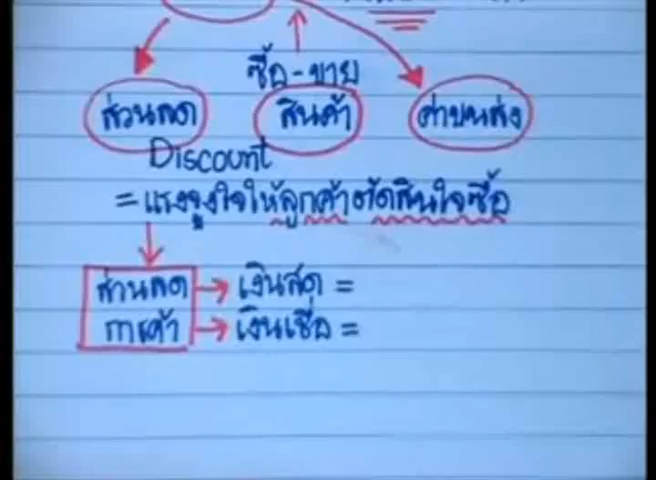 ซื้อ-ขาย
ส่วนลด สินค้า ค่าขนส่ง
Discount
= แรงจูงใจให้ลูกค้าตัดสินใจซื้อ
ส่วนลด → เงินสด =
การค้า → เงินเชื่อ =